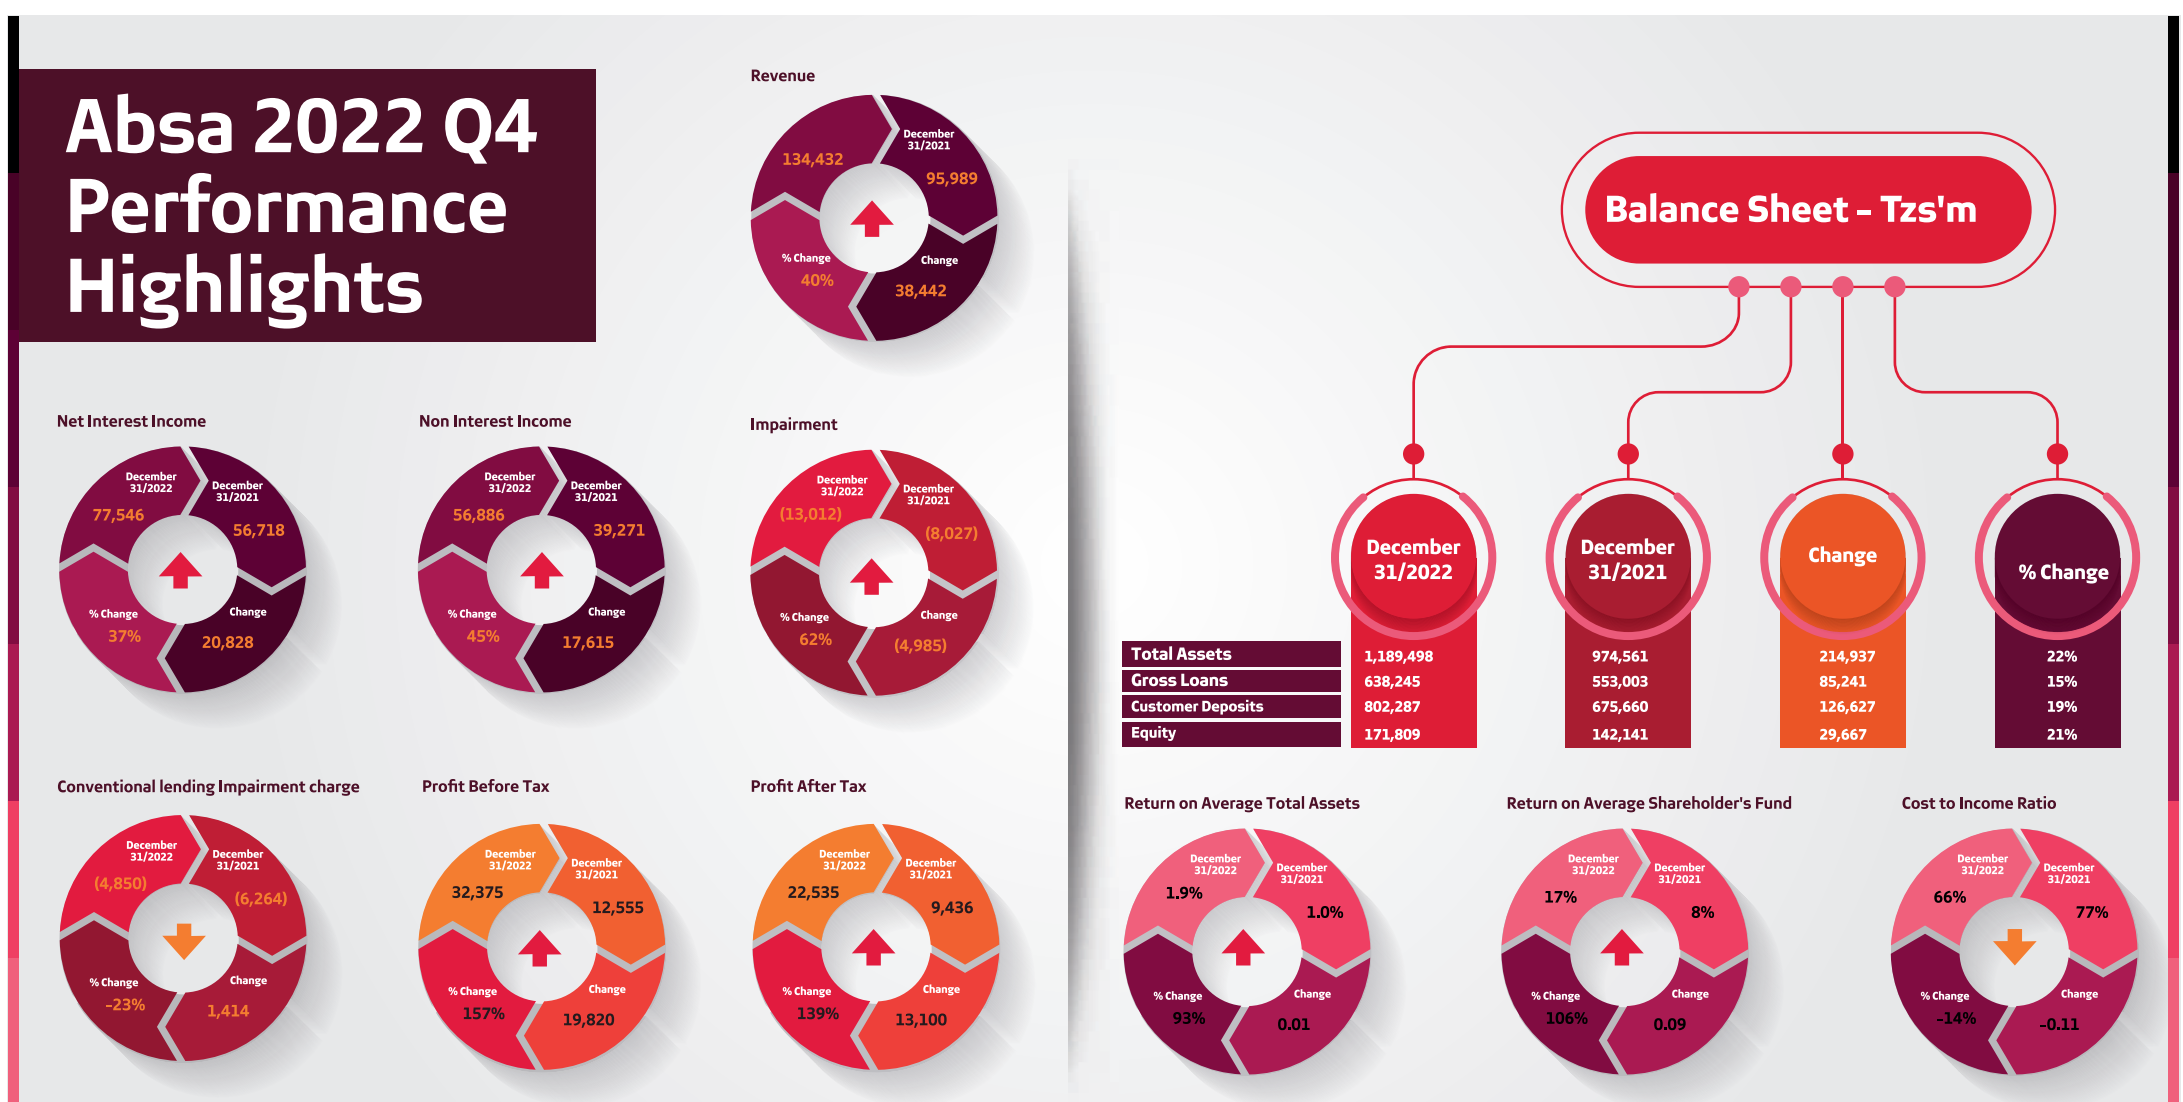 Absa 2022 Q4
Performance
Highlights
Revenue
134,432
December
31/2021
95,989
% Change
40%
Change
38,442
Net Interest Income
December
31/2022
77,546
December
31/2021
56,718
% Change
37%
Change
20,828
Non Interest Income
December
31/2022
56,886
December
31/2021
39,271
% Change
45%
Change
17,615
Impairment
December
31/2022
(13,012)
December
31/2021
(8,027)
% Change
62%
Change
(4,985)
Conventional lending Impairment charge
December
31/2022
(4,850)
December
31/2021
(6,264)
% Change
-23%
Change
1,414
Profit Before Tax
December
31/2022
32,375
December
31/2021
12,555
% Change
157%
Change
19,820
Profit After Tax
December
31/2022
22,535
December
31/2021
9,436
% Change
139%
Change
13,100
Balance Sheet - Tzs'm
December
31/2022
December
31/2021
Change
% Change
Total Assets 1,189,498 974,561 214,937 22%
Gross Loans 638,245 553,003 85,241 15%
Customer Deposits 802,287 675,660 126,627 19%
Equity 171,809 142,141 29,667 21%
Return on Average Total Assets
December
31/2022
1.9%
December
31/2021
1.0%
% Change
93%
Change
0.01
Return on Average Shareholder's Fund
December
31/2022
17%
December
31/2021
8%
% Change
106%
Change
0.09
Cost to Income Ratio
December
31/2022
66%
December
31/2021
77%
% Change
-14%
Change
-0.11